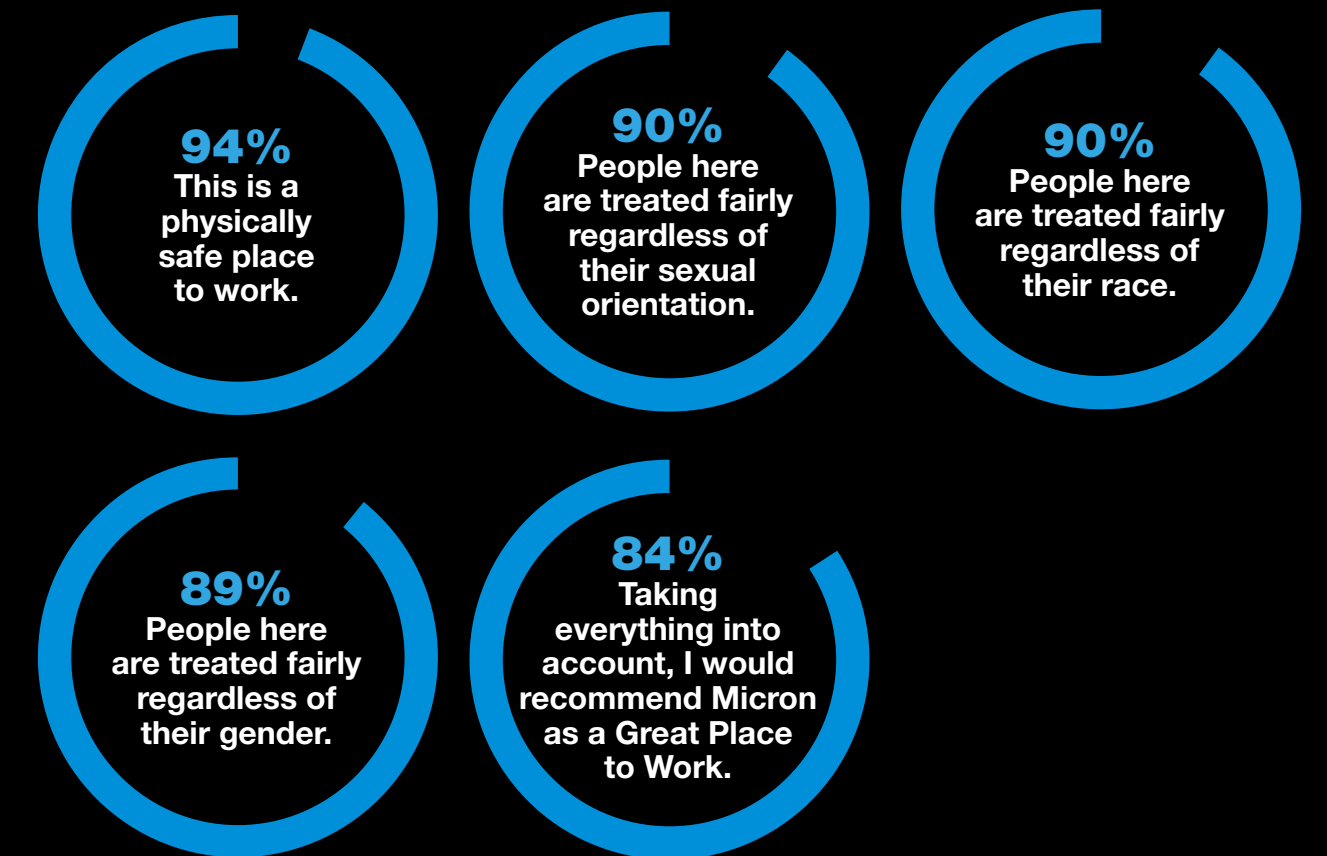 94%
This is a
physically
safe place
to work.
90%
People here
are treated fairly
regardless of
their sexual
orientation.
90%
People here
are treated fairly
regardless of
their race.
89%
People here
are treated fairly
regardless of
their gender.
84%
Taking
everything into
account, I would
recommend Micron
as a Great Place
to Work.